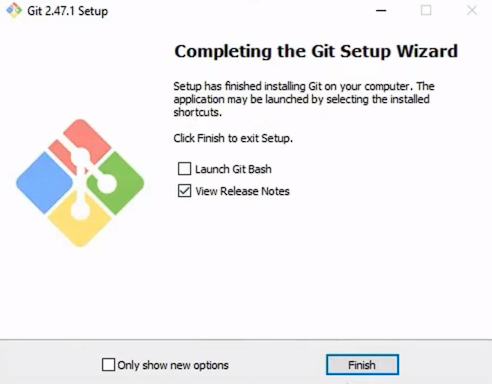 Git 2.47.1 Setup
Completing the Git Setup Wizard
Setup has finished installing Git on your computer. The
application may be launched by selecting the installed
shortcuts.
Click Finish to exit Setup.
Launch Git Bash
View Release Notes
Only show new options
Finish